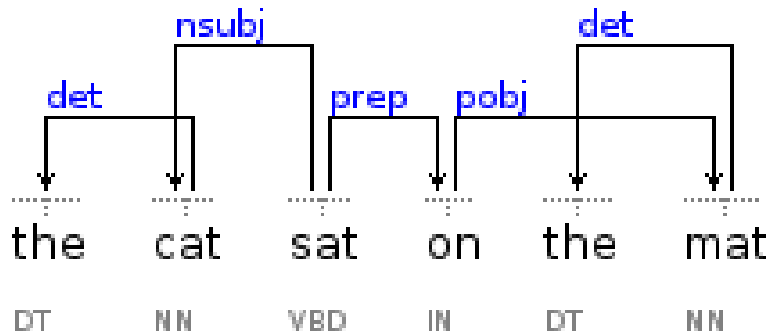 nsubj det
det prep pobj
the cat sat on the mat
DT NN VBD IN DT NN